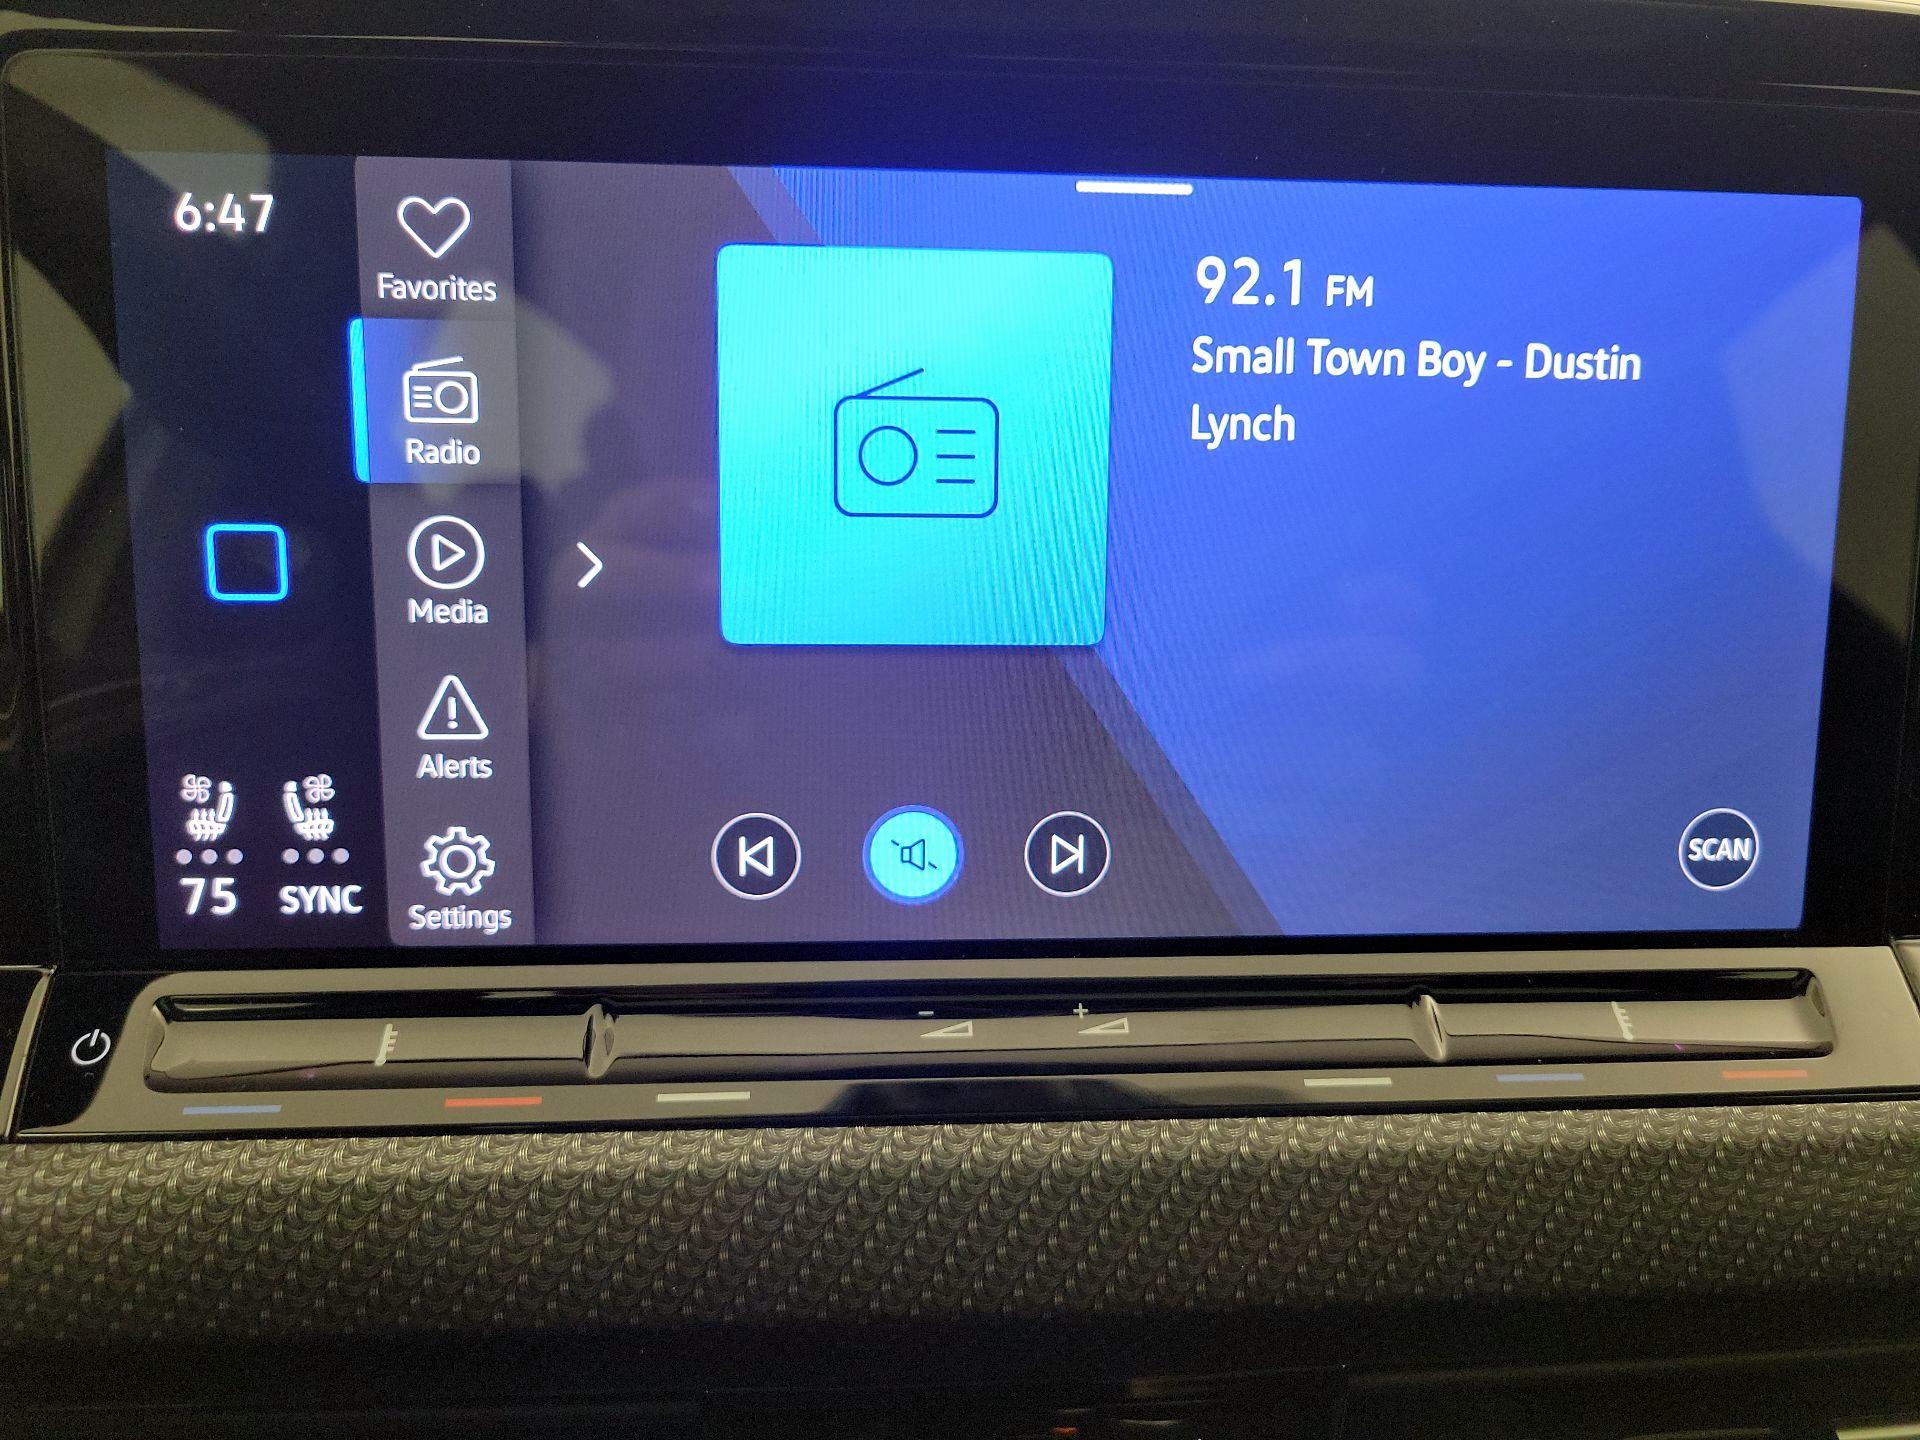 6:47
Favorites
Radio
Media
Alerts
Settings
75
SYNC
92.1 FM
Small Town Boy - Dustin
Lynch
SCAN
- +